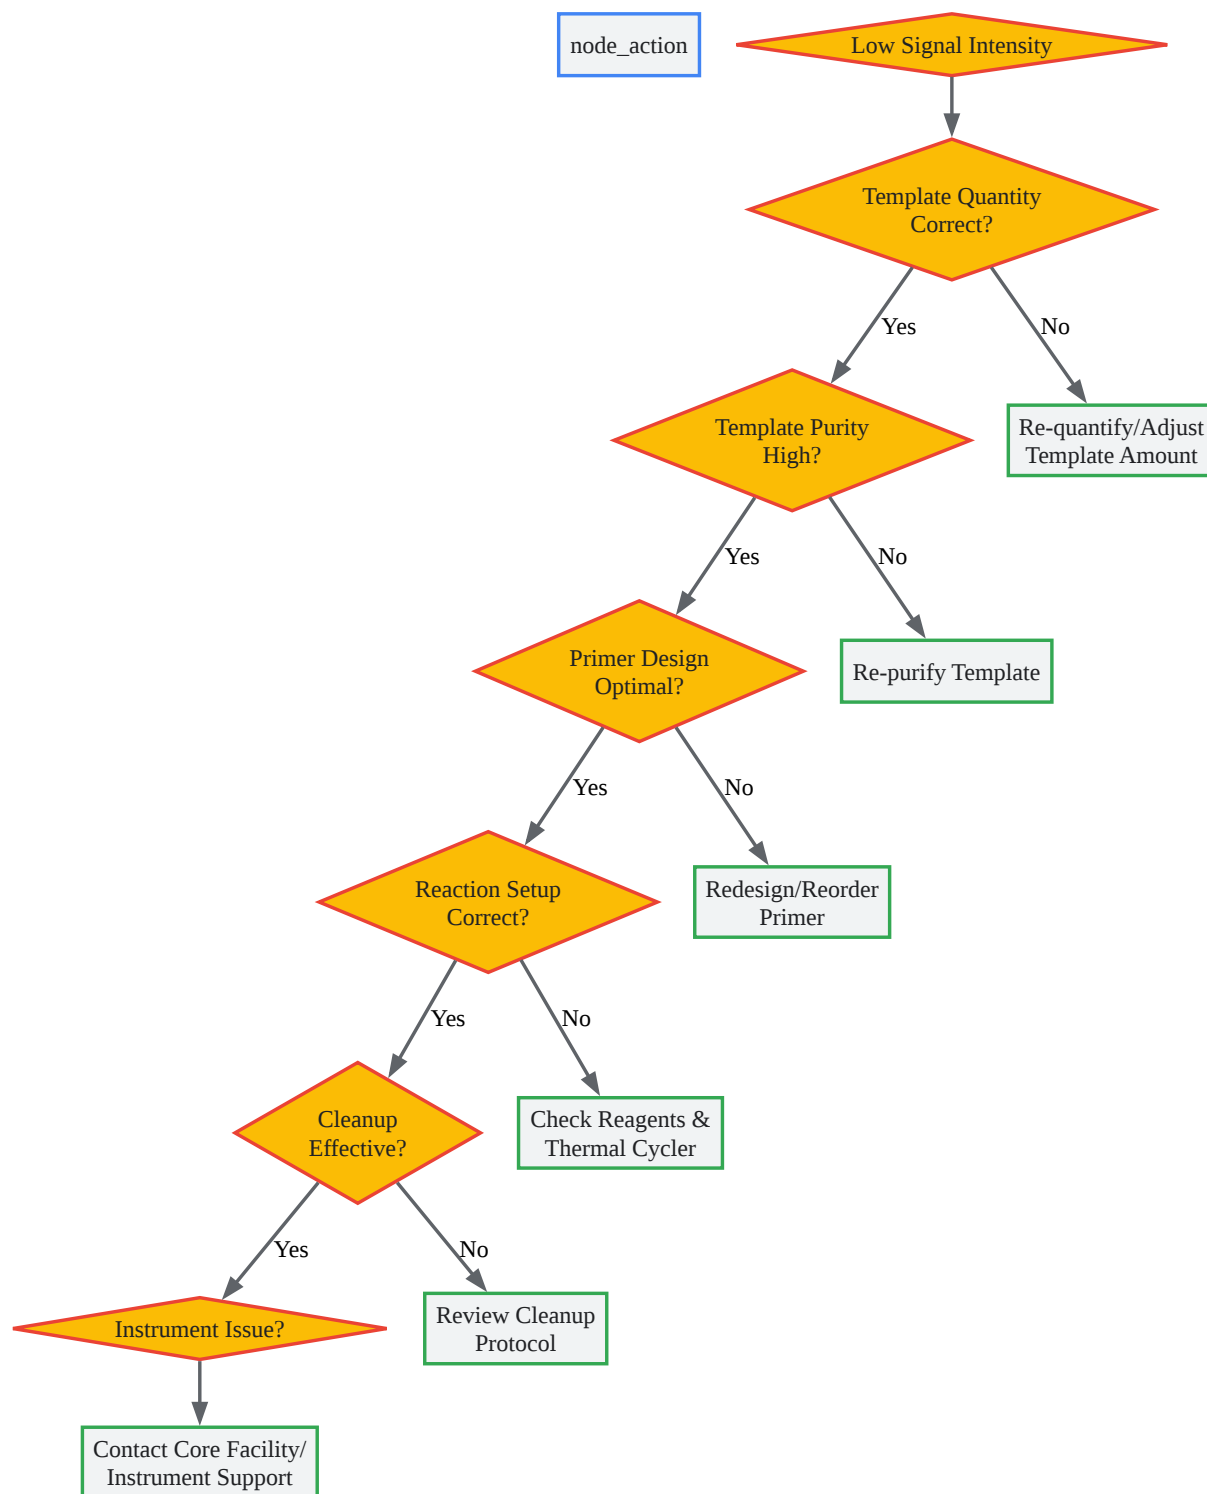 node_action
Low Signal Intensity
Template Quantity
Correct?
Yes
No
Template Purity
High?
Re-quantify/Adjust
Template Amount
Yes
No
Primer Design
Optimal?
Re-purify Template
Yes
No
Reaction Setup
Correct?
Redesign/Reorder
Primer
Yes
No
Cleanup
Effective?
Check Reagents &
Thermal Cycler
Yes
No
Instrument Issue?
Review Cleanup
Protocol
Contact Core Facility/
Instrument Support